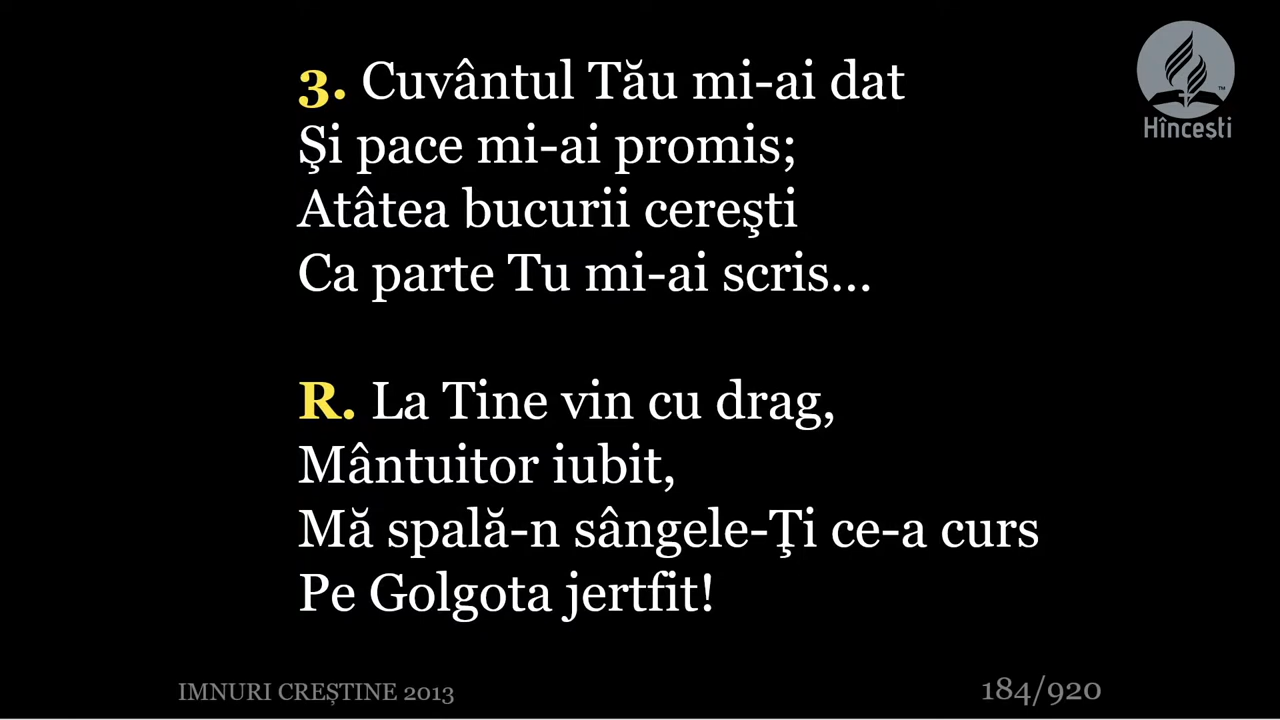 3. Cuvântul Tău mi-ai dat
Şi pace mi-ai promis;
Atâtea bucurii cereşti
Ca parte Tu mi-ai scris...
R. La Tine vin cu drag,
Mântuitor iubit,
Mă spală-n sângele-Ţi ce-a curs
Pe Golgota jertfit!
IMNURI CREȘTINE 2013
184/920
TM
Hîncești